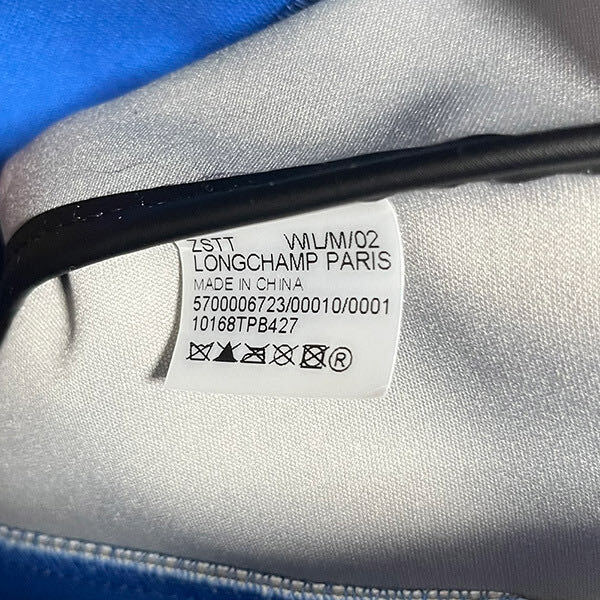 ZSTT WIL/M/02
LONGCHAMP PARIS
MADE IN CHINA
5700006723/00010/0001
10168TPB427
®